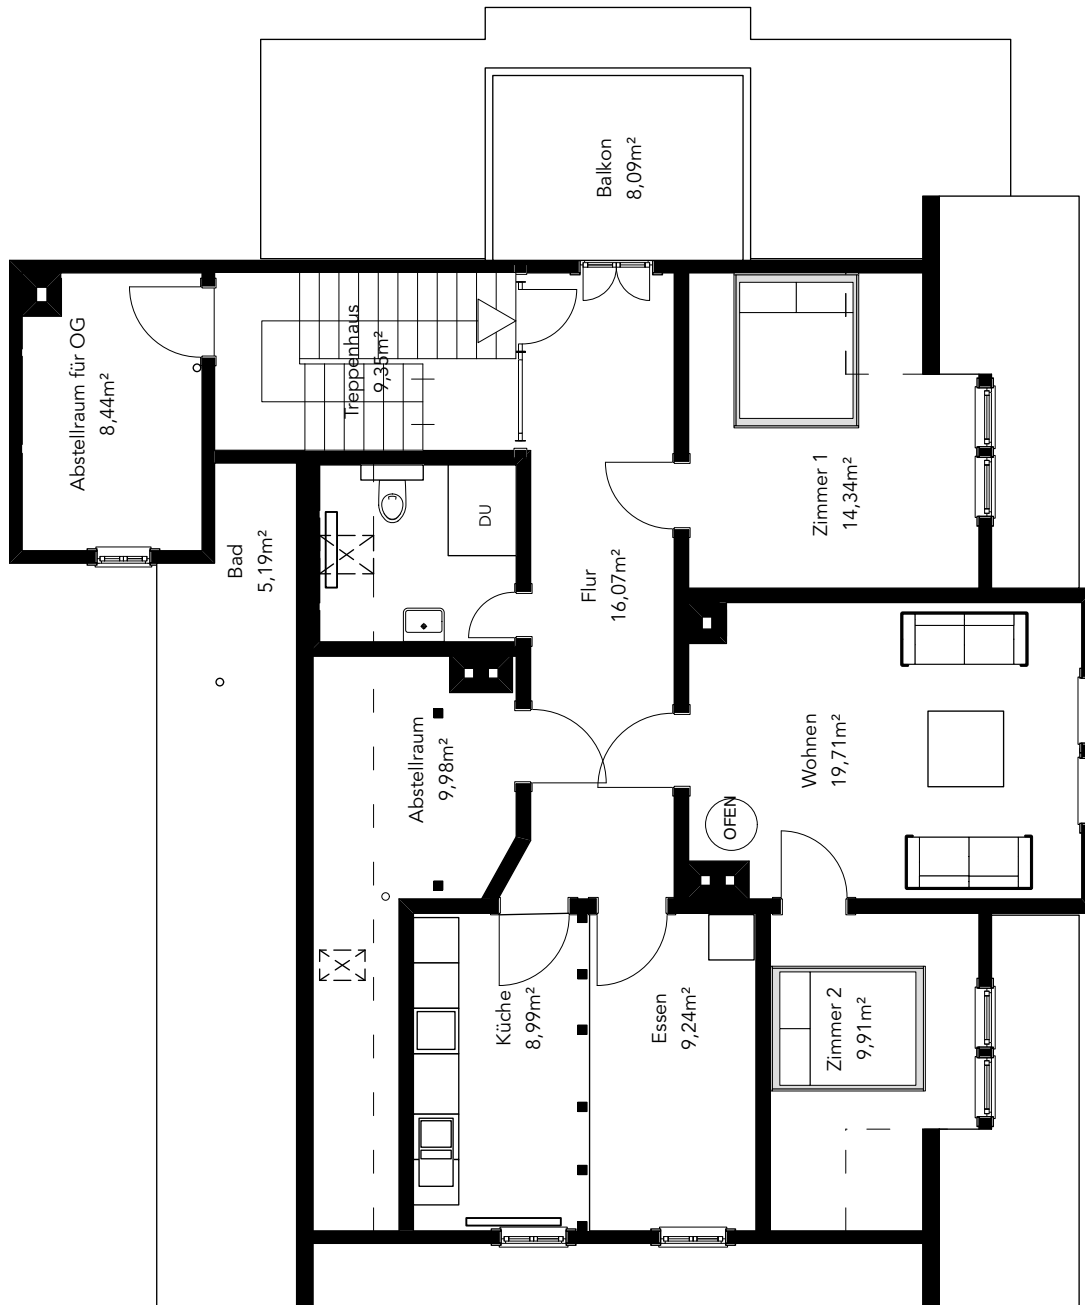 Balkon
8,09m²
Abstellraum für OG
8,44m²
Treppenhaus
9,35m²
Zimmer 1
14,34m²
DU
Bad
5,19m²
Flur
16,07m²
Abstellraum
9,98m²
Wohnen
19,71m²
OFEN
Küche
8,99m²
Essen
9,24m²
Zimmer 2
9,91m²